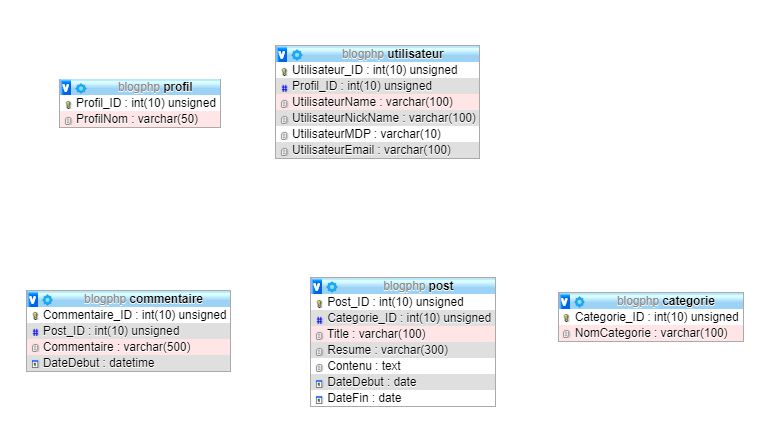 blogphp profil
Profil_ID : int(10) unsigned
ProfilNom : varchar(50)
blogphp utilisateur
Utilisateur_ID : int(10) unsigned
Profil_ID : int(10) unsigned
UtilisateurName : varchar(100)
UtilisateurNickName : varchar(100)
UtilisateurMDP : varchar(10)
UtilisateurEmail : varchar(100)
blogphp commentaire
Commentaire_ID : int(10) unsigned
Post_ID : int(10) unsigned
Commentaire : varchar(500)
DateDebut : datetime
blogphp post
Post_ID : int(10) unsigned
Categorie_ID : int(10) unsigned
Title : varchar(100)
Resume : varchar(300)
Contenu : text
DateDebut : date
DateFin : date
blogphp categorie
Categorie_ID : int(10) unsigned
NomCategorie : varchar(100)